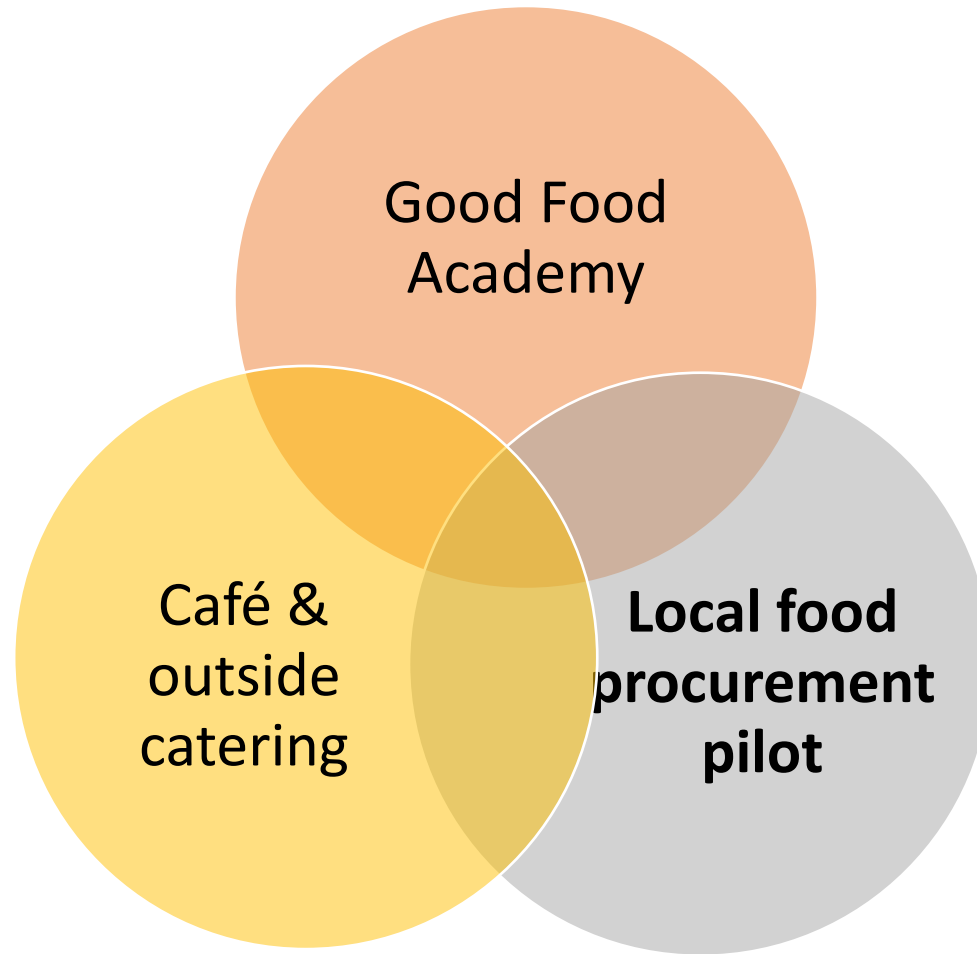 Good Food
Academy
Café &
outside
catering
Local food
procurement
pilot